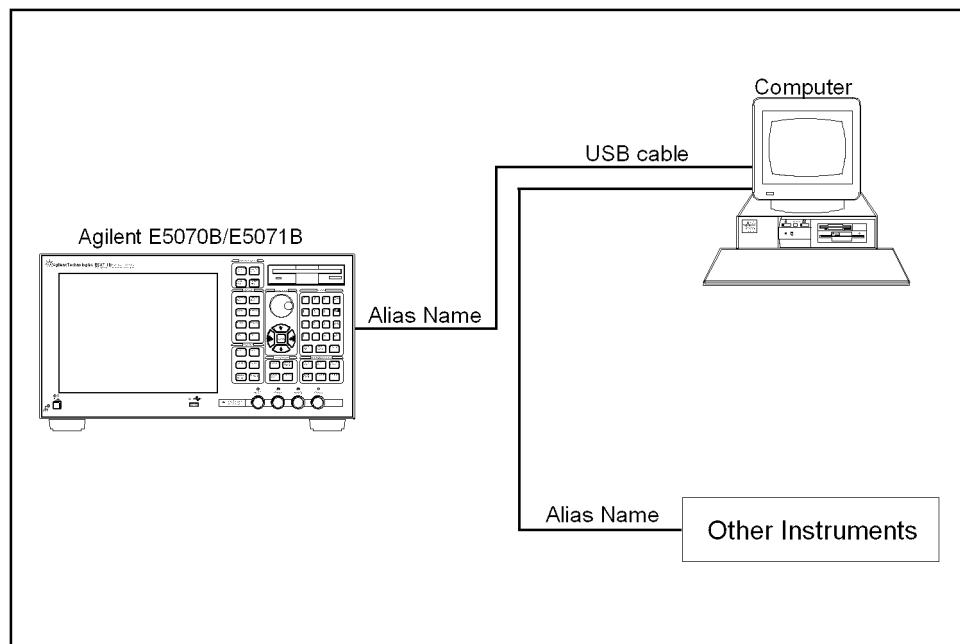 Computer
USB cable
Agilent E5070B/E5071B
Alias Name
Alias Name
Other Instruments